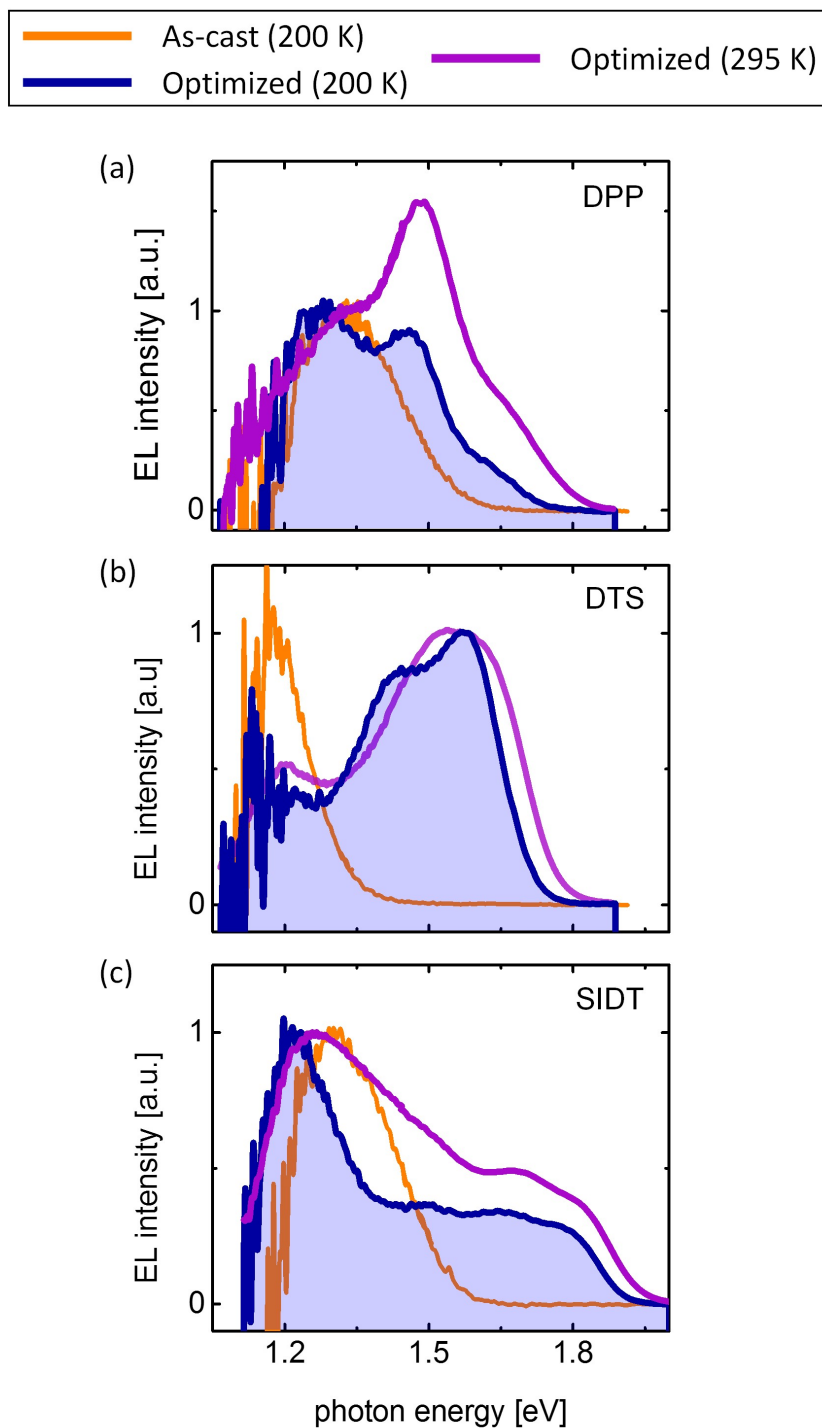 As-cast (200 K)
Optimized (200 K)
Optimized (295 K)
(a)
DPP
EL intensity [a.u.]
1
0
(b)
DTS
EL intensity [a.u]
1
0
(c)
SIDT
EL intensity [a.u.]
1
0
1.2 1.5 1.8
photon energy [eV]